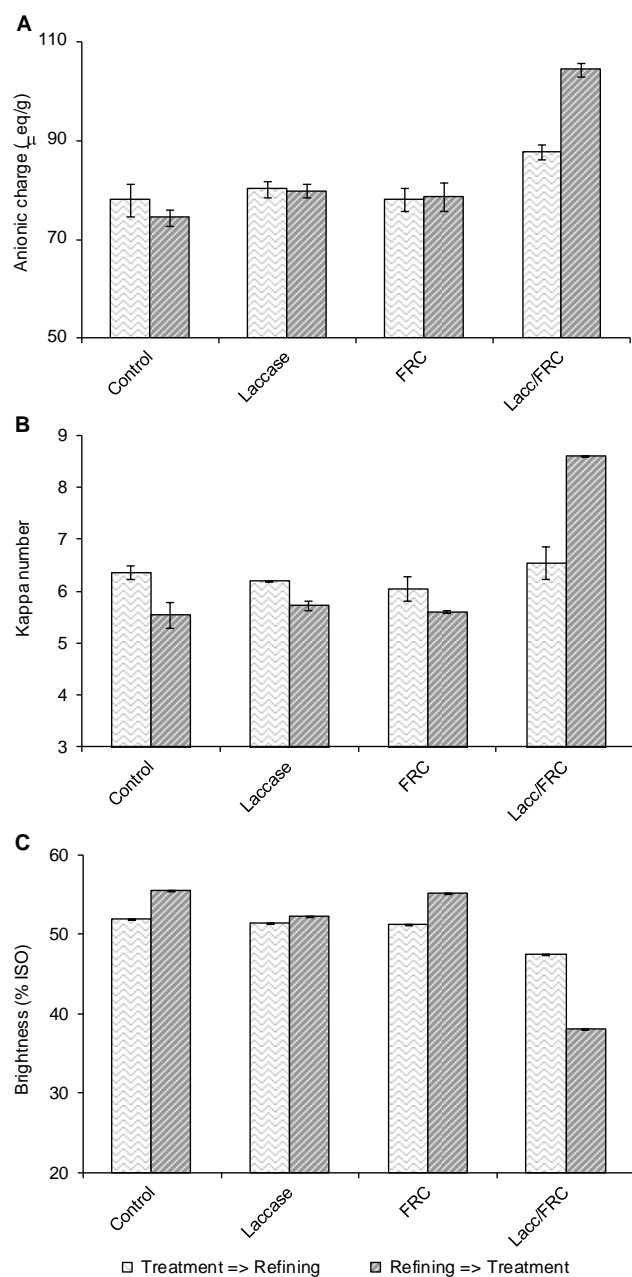 A
110
90
70
50
Anionic charge (μeq/g)
Control
Laccase
FRC
Lacc/FRC
B
9
8
7
6
5
4
3
Kappa number
Control
Laccase
FRC
Lacc/FRC
C
60
50
40
30
20
Brightness (% ISO)
Control
Laccase
FRC
Lacc/FRC
Treatment => Refining Refining => Treatment